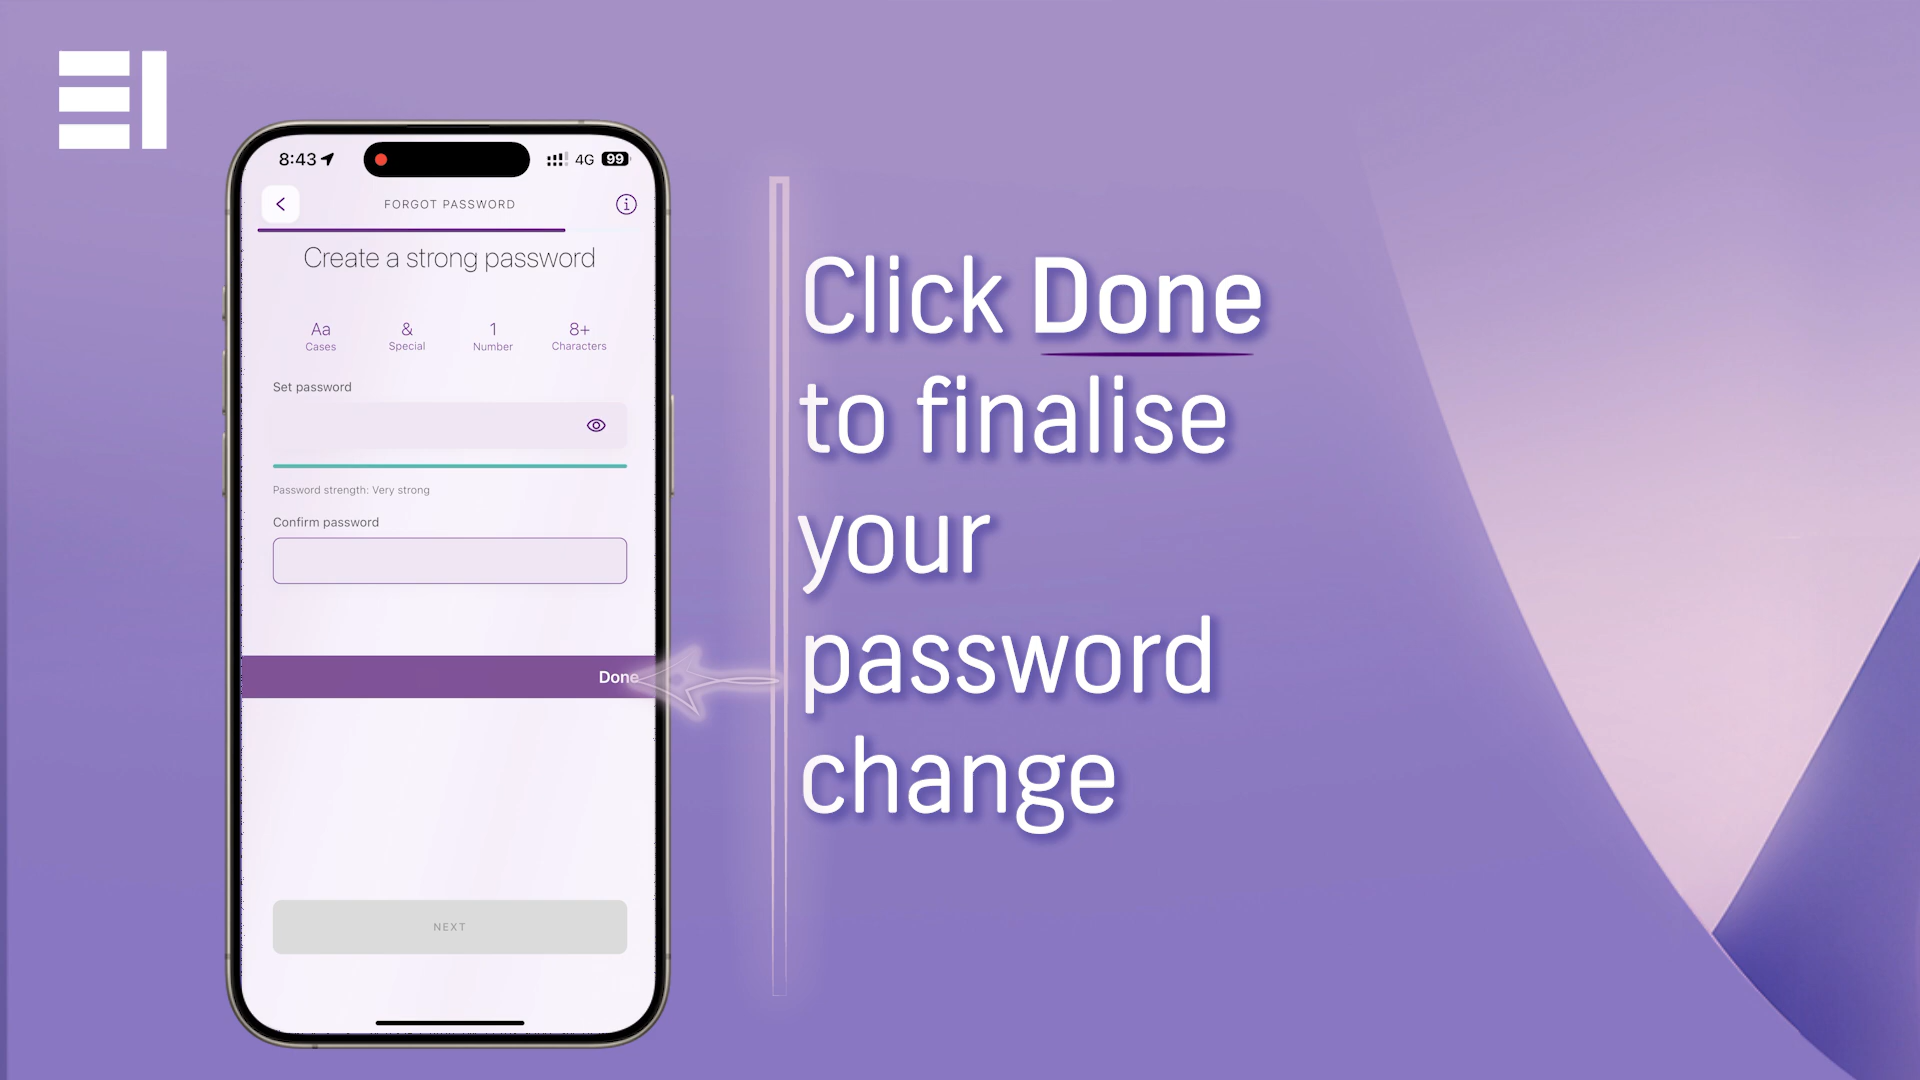 8:43 4G 99
FORGOT PASSWORD
Create a strong password
Aa & 1 8+
Cases Special Number Characters
Set password
Password strength: Very strong
Confirm password
Done
NEXT
Click Done
to finalise
your
password
change